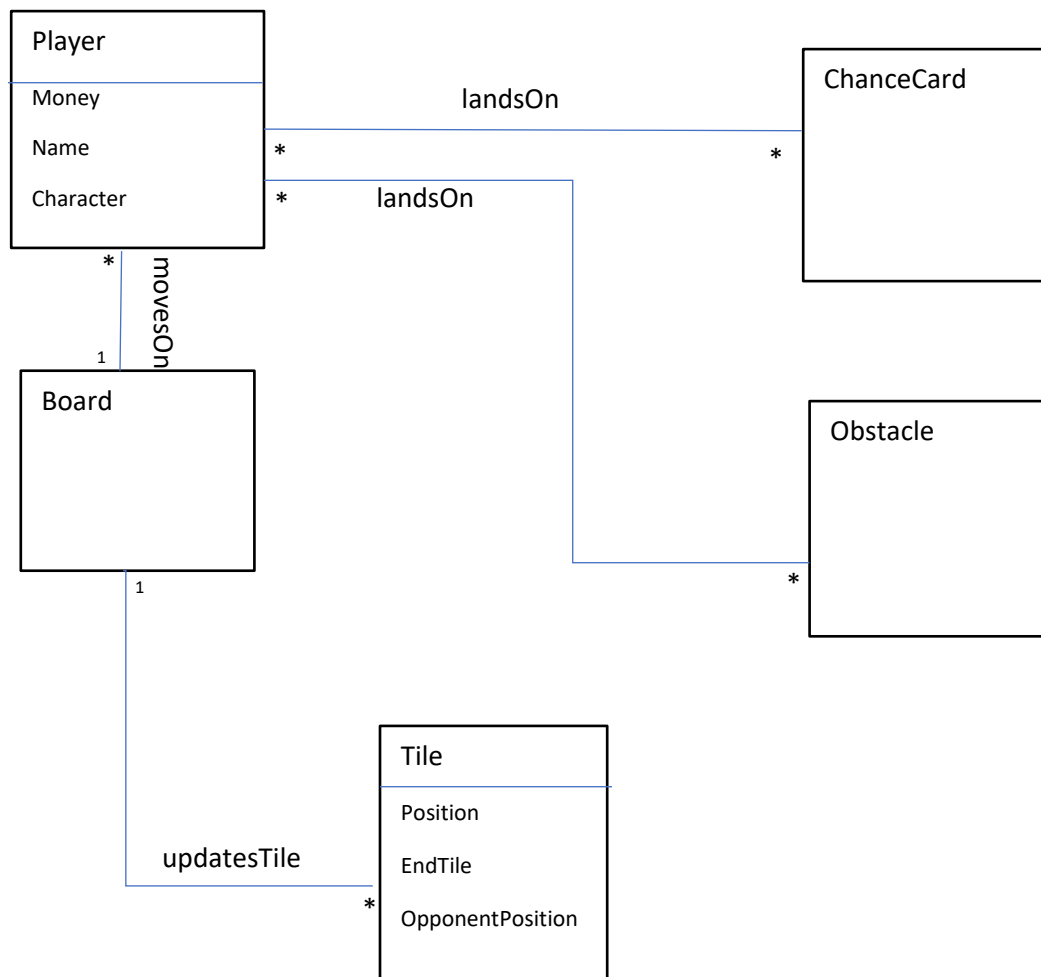 Player
Money
Name
Character
landsOn
*
*
ChanceCard
*
landsOn
*
movesOn
1
Board
Obstacle
*
1
Tile
Position
EndTile
OpponentPosition
updatesTile
*